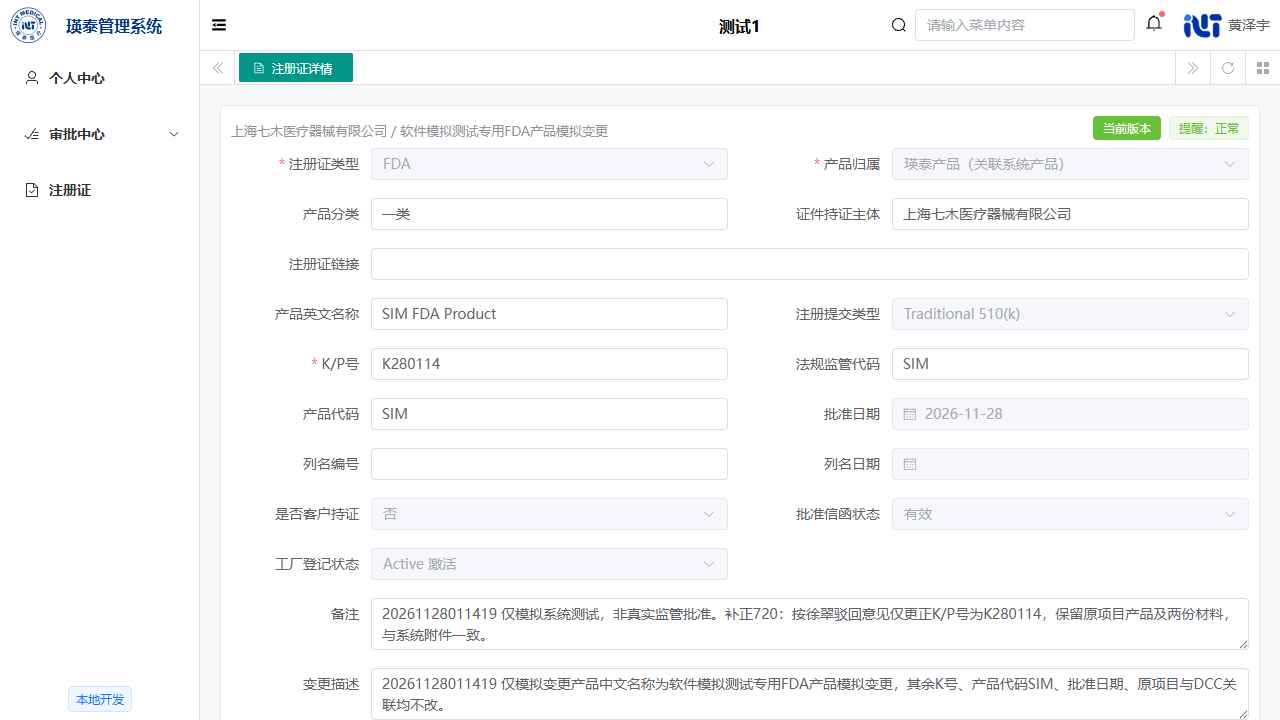 瑛泰管理系统
测试1
请输入菜单内容
黄泽宇
个人中心
审批中心
注册证
本地开发
注册证详情
上海七木医疗器械有限公司 / 软件模拟测试专用FDA产品模拟变更
当前版本
提醒：正常
* 注册证类型 FDA
* 产品归属 瑛泰产品（关联系统产品）
产品分类 一类
证件持证主体 上海七木医疗器械有限公司
注册证链接
产品英文名称 SIM FDA Product
注册提交类型 Traditional 510(k)
* K/P号 K280114
法规监管代码 SIM
产品代码 SIM
批准日期 2026-11-28
列名编号
列名日期
是否客户持证 否
批准信函状态 有效
工厂登记状态 Active 激活
备注 20261128011419 仅模拟系统测试，非真实监管批准。补正720：按徐翠驳回意见仅更正K/P号为K280114，保留原项目产品及两份材料，
与系统附件一致。
变更描述 20261128011419 仅模拟变更产品中文名称为软件模拟测试专用FDA产品模拟变更，其余K号、产品代码SIM、批准日期、原项目与DCC关
联均不改。